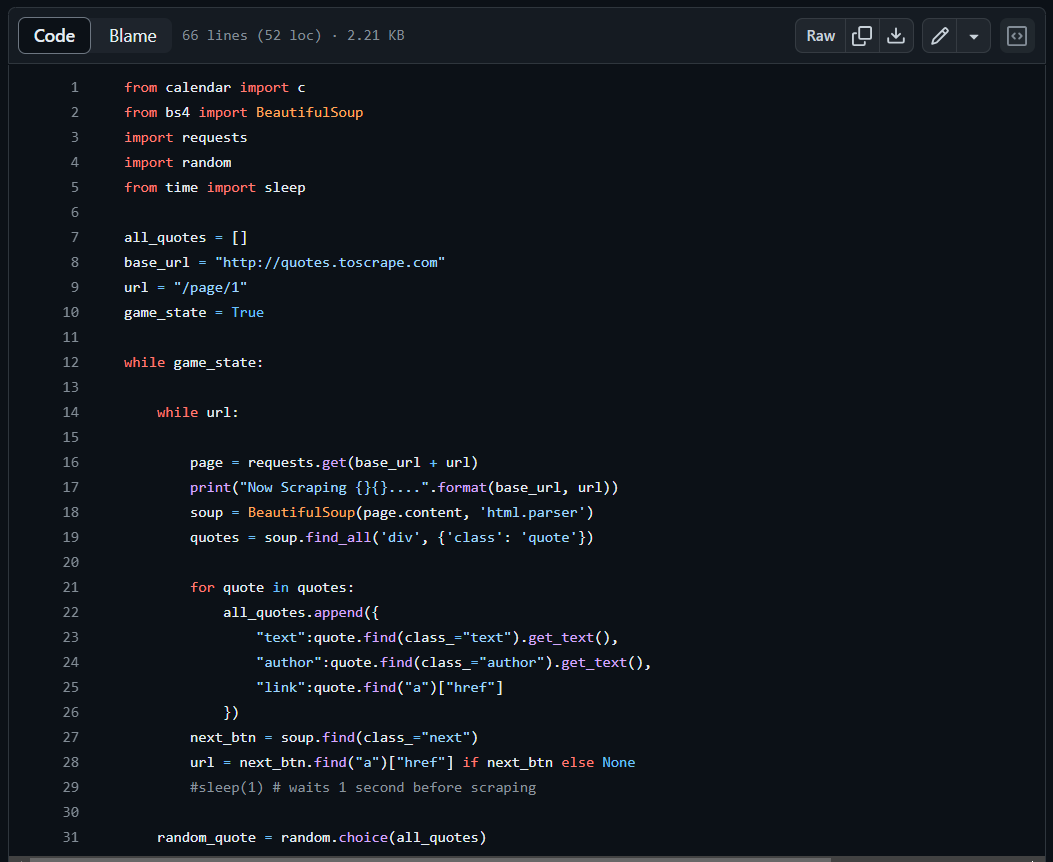 Code Blame 66 lines (52 loc) · 2.21 KB Raw
1 from calendar import c
2 from bs4 import BeautifulSoup
3 import requests
4 import random
5 from time import sleep
6
7 all_quotes = []
8 base_url = "http://quotes.toscrape.com"
9 url = "/page/1"
10 game_state = True
11
12 while game_state:
13
14     while url:
15
16         page = requests.get(base_url + url)
17         print("Now Scraping {}{}....".format(base_url, url))
18         soup = BeautifulSoup(page.content, 'html.parser')
19         quotes = soup.find_all('div', {'class': 'quote'})
20
21         for quote in quotes:
22             all_quotes.append({
23                 "text":quote.find(class_="text").get_text(),
24                 "author":quote.find(class_="author").get_text(),
25                 "link":quote.find("a")["href"]
26             })
27         next_btn = soup.find(class_="next")
28         url = next_btn.find("a")["href"] if next_btn else None
29         #sleep(1) # waits 1 second before scraping
30
31     random_quote = random.choice(all_quotes)